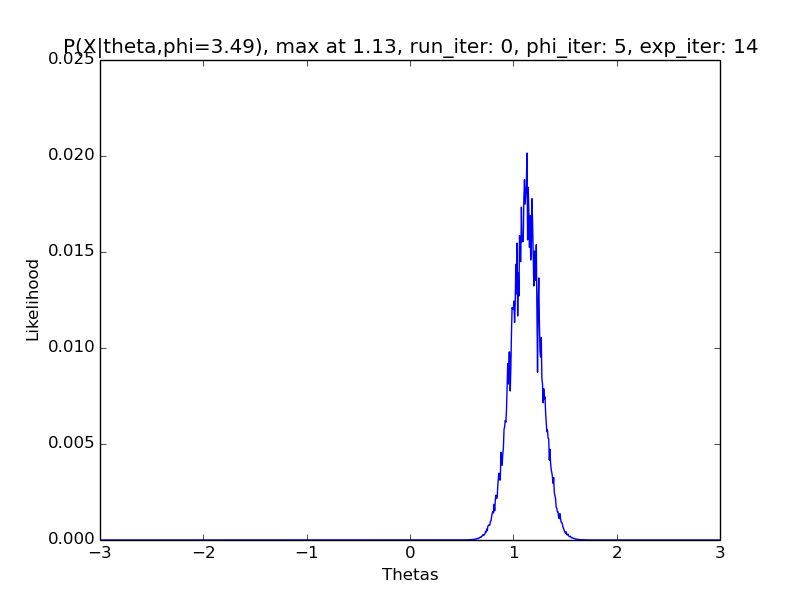 P(X|theta,phi=3.49), max at 1.13, run_iter: 0, phi_iter: 5, exp_iter: 14
0.025
0.020
0.015
0.010
0.005
0.000
Likelihood
−3 −2 −1 0 1 2 3
Thetas